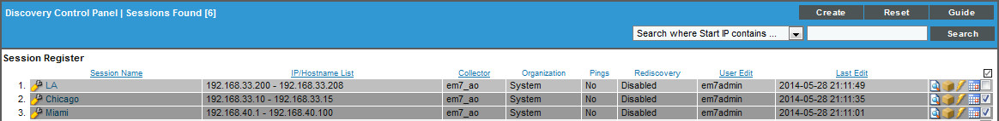 Discovery Control Panel | Sessions Found [6] Create Reset Guide
Search where Start IP contains ... Search
Session Register
Session Name IP/Hostname List Collector Organization Pings Rediscovery User Edit Last Edit
1. LA 192.168.33.200 - 192.168.33.208 em7_ao System No Disabled em7admin 2014-05-28 21:11:49
2. Chicago 192.168.33.10 - 192.168.33.15 em7_ao System No Disabled em7admin 2014-05-28 21:11:35
3. Miami 192.168.40.1 - 192.168.40.100 em7_ao System No Disabled em7admin 2014-05-28 21:11:01